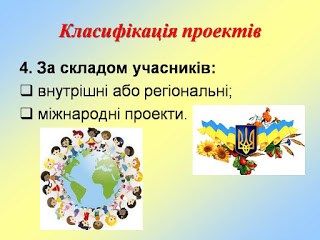 Класифікація проектів
4. За складом учасників:
❑ внутрішні або регіональні;
❑ міжнародні проекти.